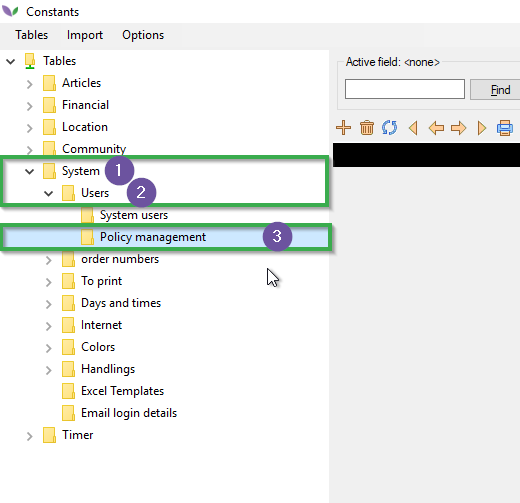 Constants
Tables Import Options
Tables
Articles
Financial
Location
Community
System 1
Users 2
System users
Policy management 3
order numbers
To print
Days and times
Internet
Colors
Handlings
Excel Templates
Email login details
Timer
Active field: <none>
Find